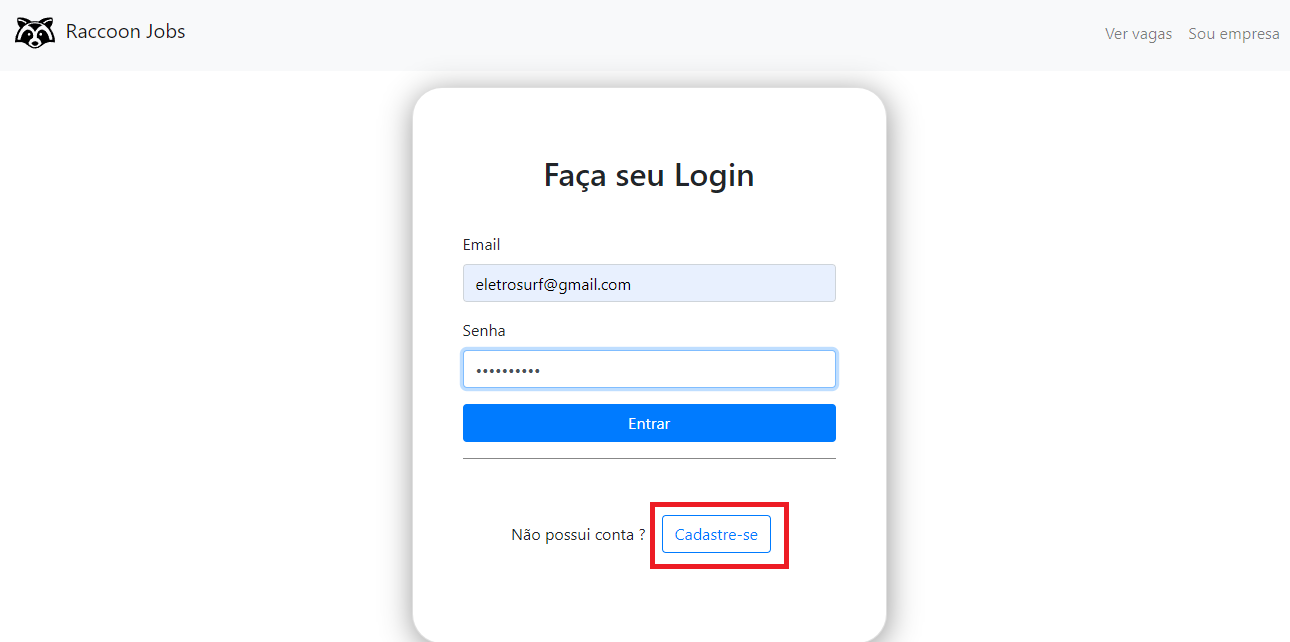 Raccoon Jobs
Ver vagas Sou empresa
Faça seu Login
Email
eletrosurf@gmail.com
Senha
••••••••••
Entrar
Não possui conta ? Cadastre-se